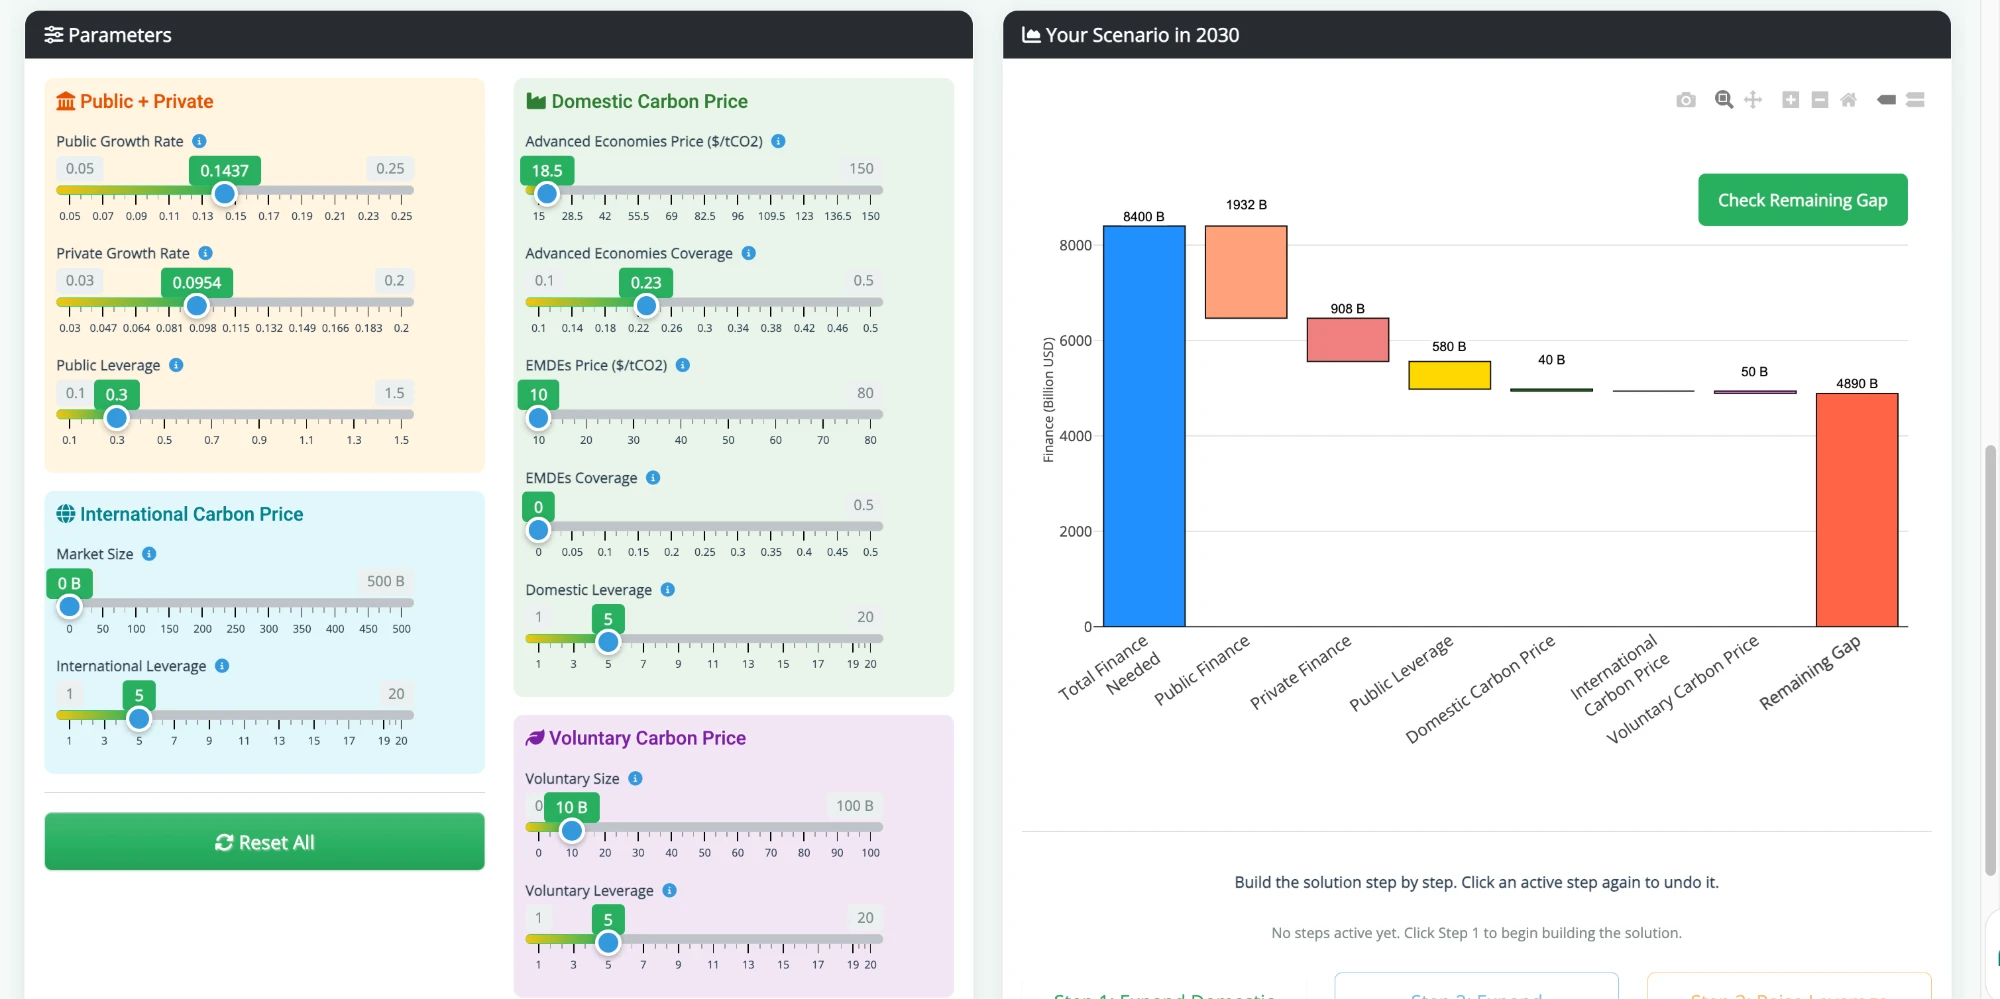 Parameters
Public + Private
Public Growth Rate
0.05
0.1437
0.25
0.05 0.07 0.09 0.11 0.13 0.15 0.17 0.19 0.21 0.23 0.25
Private Growth Rate
0.03
0.0954
0.2
0.03 0.047 0.064 0.081 0.098 0.115 0.132 0.149 0.166 0.183 0.2
Public Leverage
0.1
0.3
1.5
0.1 0.3 0.5 0.7 0.9 1.1 1.3 1.5
International Carbon Price
Market Size
0 B
500 B
0 50 100 150 200 250 300 350 400 450 500
International Leverage
1
5
20
1 3 5 7 9 11 13 15 17 19 20
Reset All
Domestic Carbon Price
Advanced Economies Price ($/tCO2)
18.5
150
15 28.5 42 55.5 69 82.5 96 109.5 123 136.5 150
Advanced Economies Coverage
0.1
0.23
0.5
0.1 0.14 0.18 0.22 0.26 0.3 0.34 0.38 0.42 0.46 0.5
EMDEs Price ($/tCO2)
10
80
10 20 30 40 50 60 70 80
EMDEs Coverage
0
0.5
0 0.05 0.1 0.15 0.2 0.25 0.3 0.35 0.4 0.45 0.5
Domestic Leverage
1
5
20
1 3 5 7 9 11 13 15 17 19 20
Voluntary Carbon Price
Voluntary Size
0
10 B
100 B
0 10 20 30 40 50 60 70 80 90 100
Voluntary Leverage
1
5
20
1 3 5 7 9 11 13 15 17 19 20
Your Scenario in 2030
Check Remaining Gap
8400 B
1932 B
908 B
580 B
40 B
50 B
4890 B
8000
6000
4000
2000
0
Finance (Billion USD)
Total Finance
Needed
Public Finance
Private Finance
Public Leverage
Domestic Carbon Price
International
Carbon Price
Voluntary Carbon Price
Remaining Gap
Build the solution step by step. Click an active step again to undo it.
No steps active yet. Click Step 1 to begin building the solution.
Step 1: Expand Domestic
Step 2: Expand
Step 3: Raise Leverage